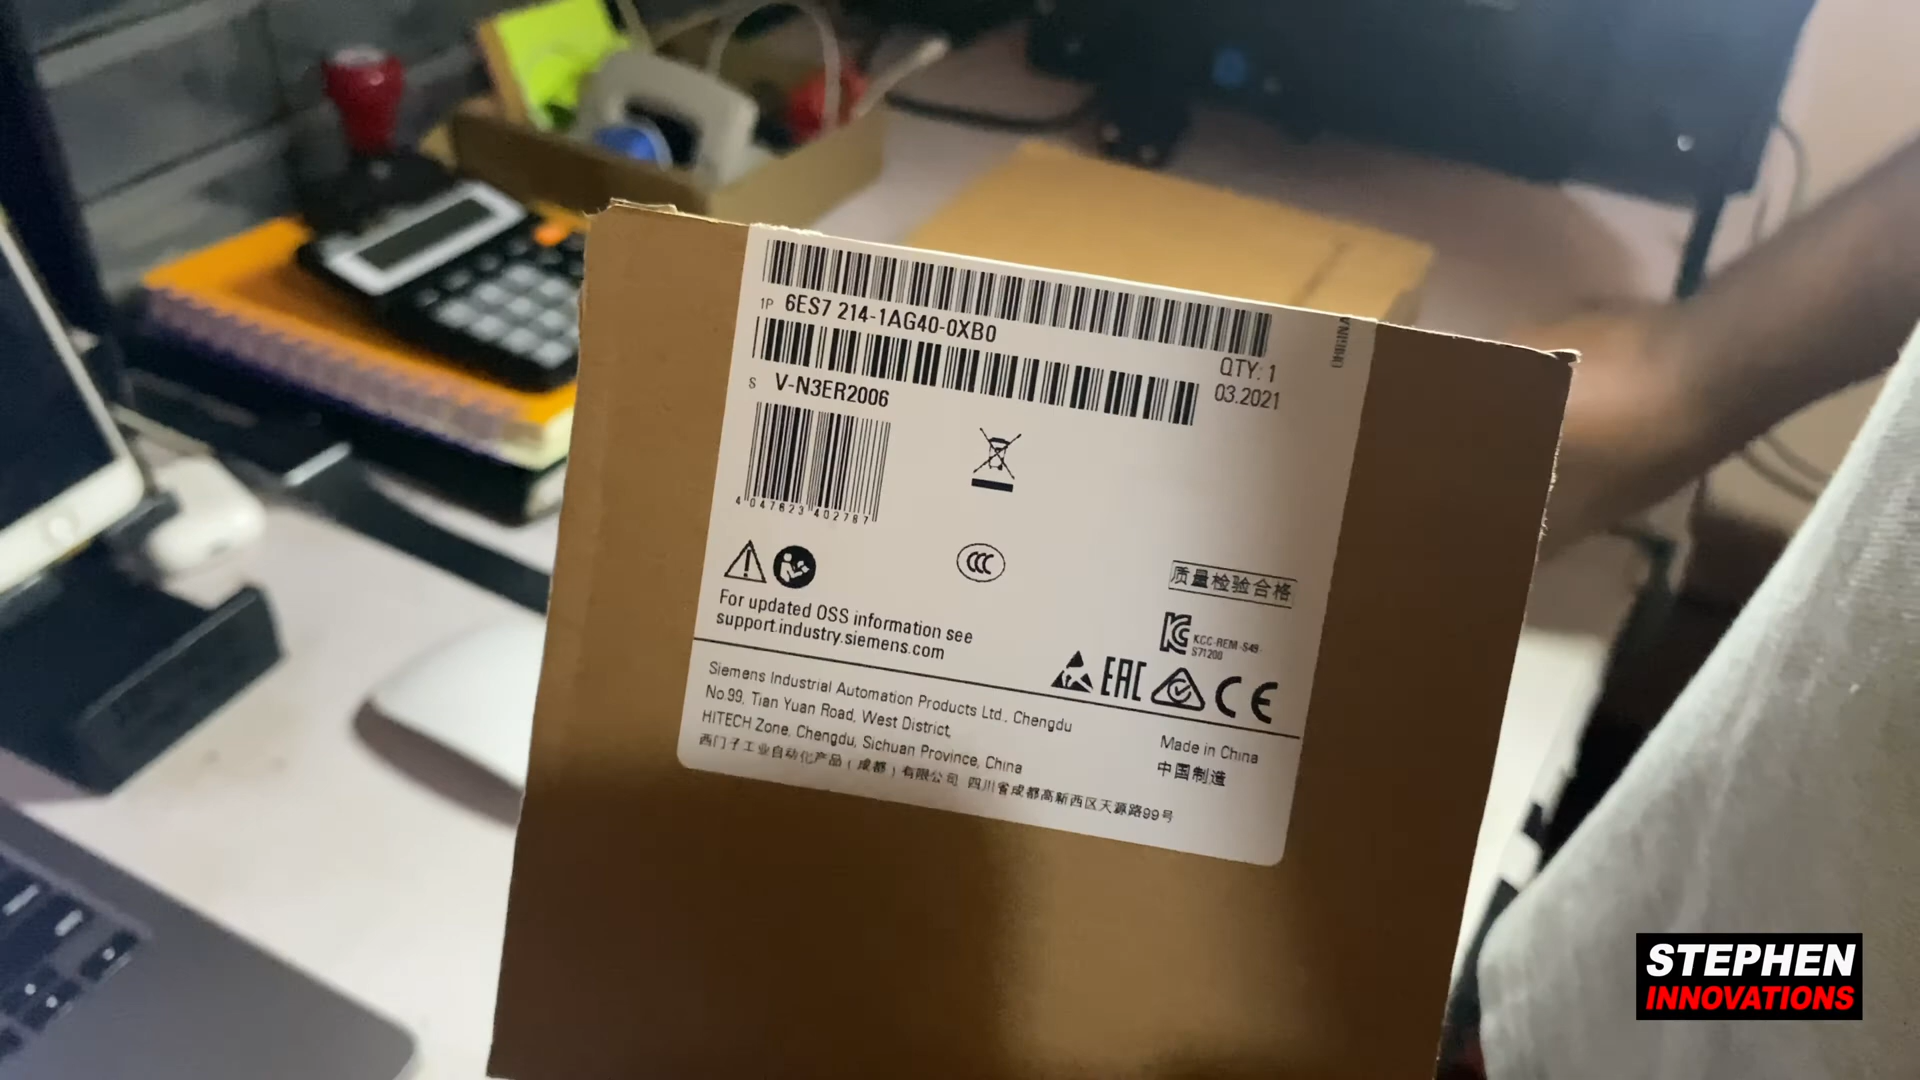 1P 6ES7 214-1AG40-0XB0
QTY: 1
S V-N3ER2006
03.2021
4 047623 402787
质量检验合格
For updated OSS information see
support.industry.siemens.com
KCC-REM-S49-
S71200
EAC
CE
Siemens Industrial Automation Products Ltd., Chengdu
No.99, Tian Yuan Road, West District,
HITECH Zone, Chengdu, Sichuan Province, China
西门子工业自动化产品(成都)有限公司 四川省成都高新西区天源路99号
Made in China
中国制造
STEPHEN
INNOVATIONS